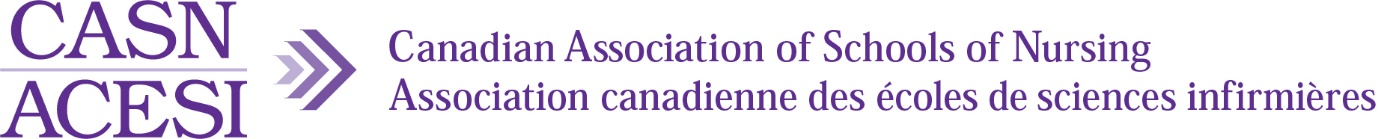 CASN
ACESI
Canadian Association of Schools of Nursing
Association canadienne des écoles de sciences infirmières